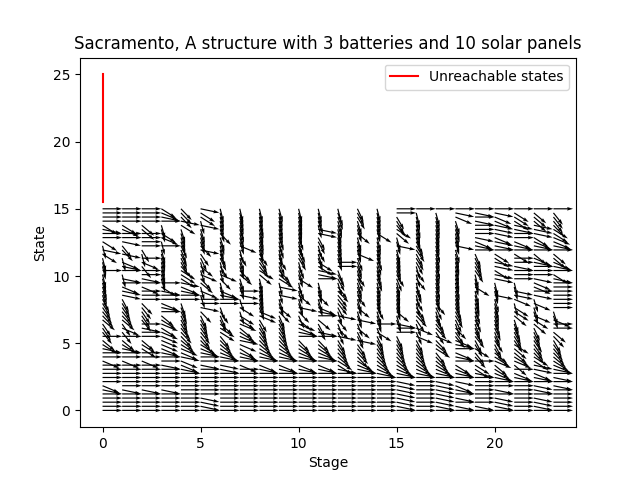 Sacramento, A structure with 3 batteries and 10 solar panels
Unreachable states
25
20
15
10
5
0
State
0 5 10 15 20
Stage